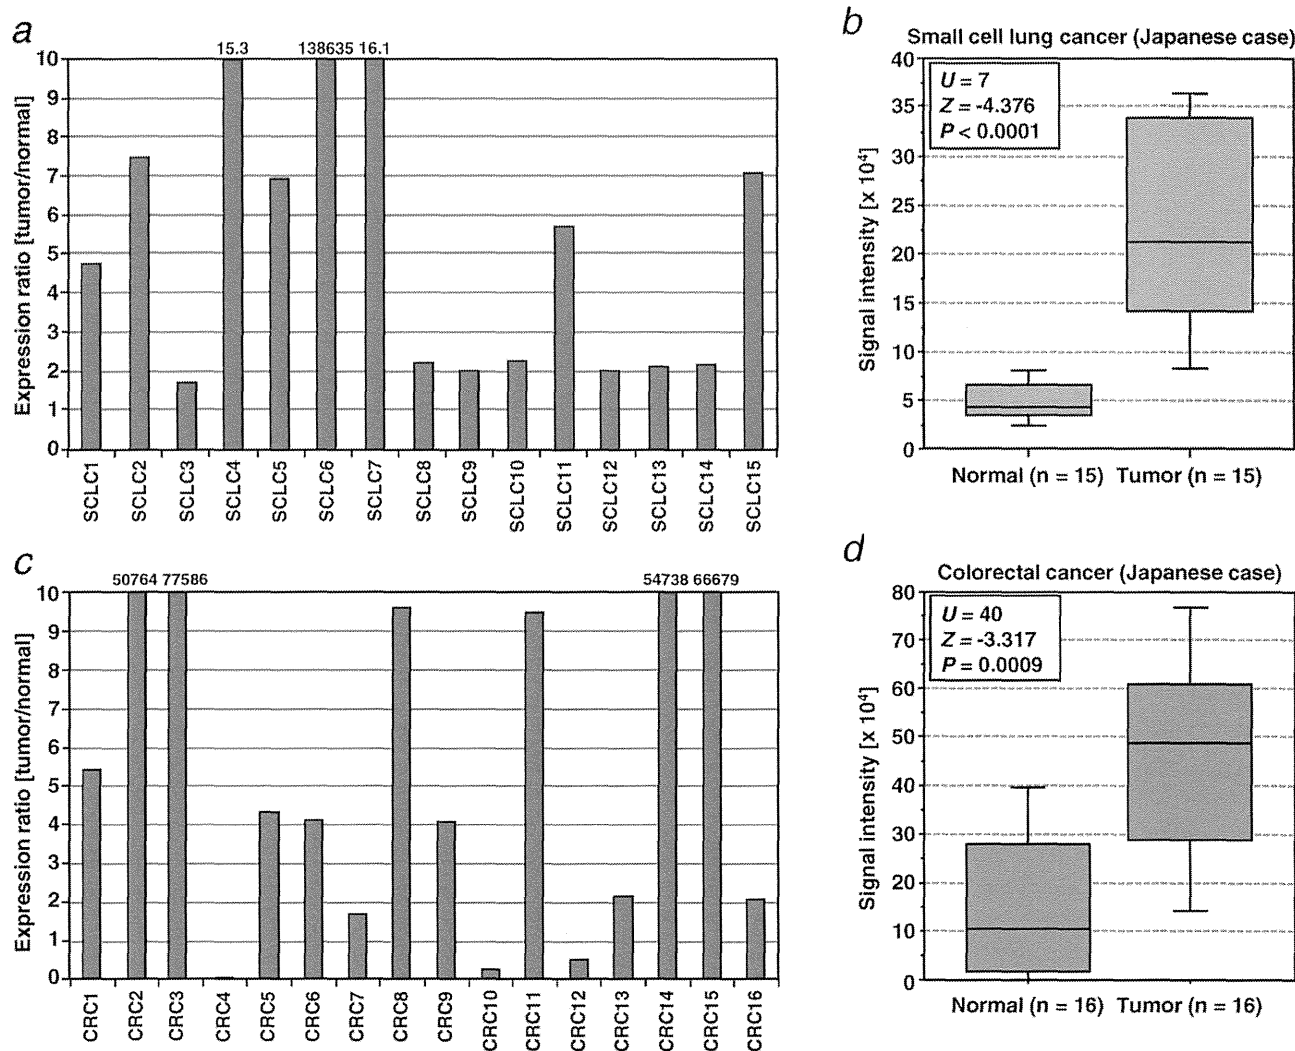 a
15.3 138635 16.1
Expression ratio [tumor/normal]
10
9
8
7
6
5
4
3
2
1
0
SCLC1 SCLC2 SCLC3 SCLC4 SCLC5 SCLC6 SCLC7 SCLC8 SCLC9 SCLC10 SCLC11 SCLC12 SCLC13 SCLC14 SCLC15
b
Small cell lung cancer (Japanese case)
U = 7
Z = -4.376
P < 0.0001
Signal intensity [x 10⁴]
40
35
30
25
20
15
10
5
0
Normal (n = 15) Tumor (n = 15)
c
50764 77586 54738 66679
Expression ratio [tumor/normal]
10
9
8
7
6
5
4
3
2
1
0
CRC1 CRC2 CRC3 CRC4 CRC5 CRC6 CRC7 CRC8 CRC9 CRC10 CRC11 CRC12 CRC13 CRC14 CRC15 CRC16
d
Colorectal cancer (Japanese case)
U = 40
Z = -3.317
P = 0.0009
Signal intensity [x 10⁴]
80
70
60
50
40
30
20
10
0
Normal (n = 16) Tumor (n = 16)